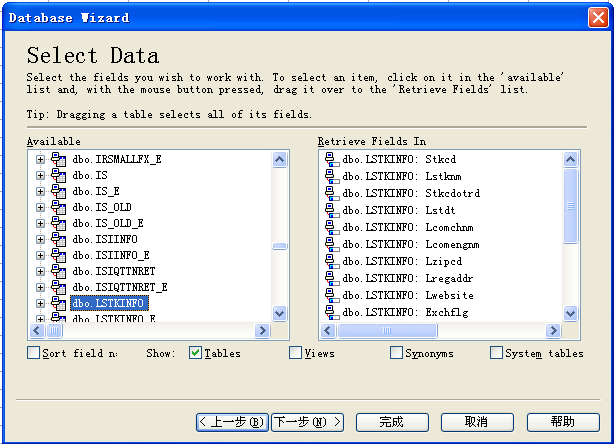 Database Wizard
Select Data
Select the fields you wish to work with. To select an item, click on it in the 'available'
list and, with the mouse button pressed, drag it over to the 'Retrieve Fields' list.
Tip: Dragging a table selects all of its fields.
Available
dbo.IRSMALLFX_E
dbo.IS
dbo.IS_E
dbo.IS_OLD
dbo.IS_OLD_E
dbo.ISIINFO
dbo.ISIINFO_E
dbo.ISIQTTNRET
dbo.ISIQTTNRET_E
dbo.LSTKINFO
dbo.LSTKINFO_E
Retrieve Fields In
dbo.LSTKINFO: Stkcd
dbo.LSTKINFO: Lstknm
dbo.LSTKINFO: Stkcdotrd
dbo.LSTKINFO: Lstdt
dbo.LSTKINFO: Lcomchnm
dbo.LSTKINFO: Lcomengnm
dbo.LSTKINFO: Lzipcd
dbo.LSTKINFO: Lregaddr
dbo.LSTKINFO: Lwebsite
dbo.LSTKINFO: Exchflg
Sort field n: Show: Tables Views Synonyms System tables
< 上一步(B) 下一步(N) > 完成 取消 帮助